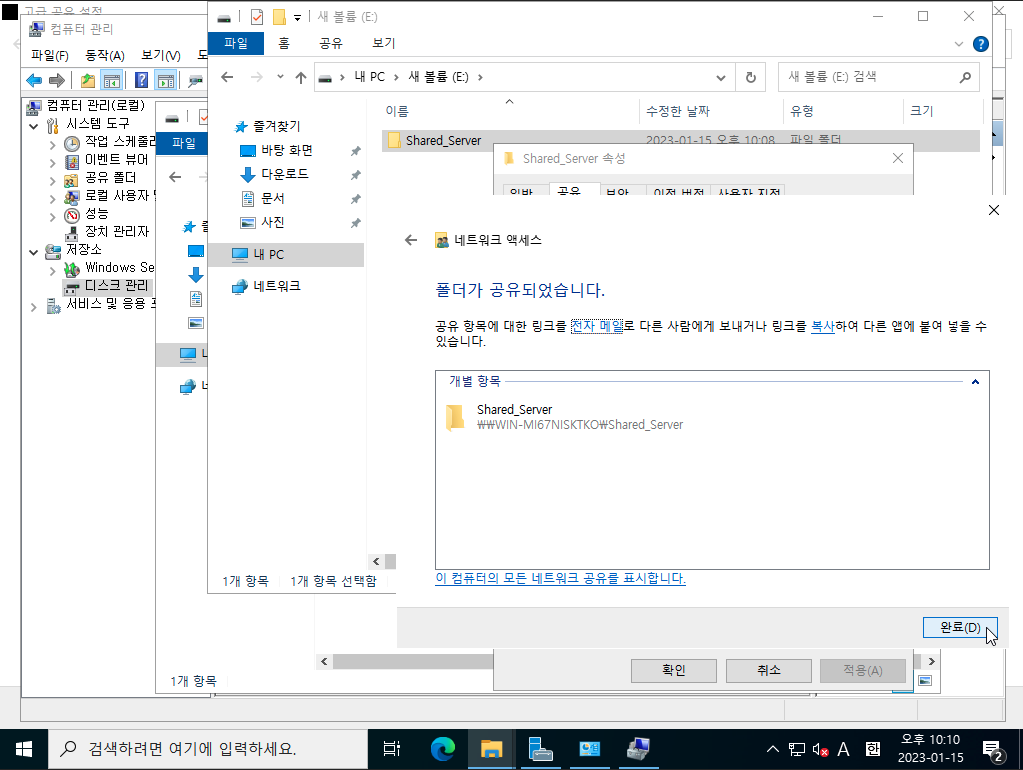 고급 공유 설정
컴퓨터 관리
파일(F) 동작(A) 보기(V)
컴퓨터 관리(로컬)
시스템 도구
작업 스케줄러
이벤트 뷰어
공유 폴더
로컬 사용자
성능
장치 관리자
저장소
Windows Se
디스크 관리
서비스 및 응용
파일
1개 항목
새 볼륨 (E:)
파일 홈 공유 보기
내 PC 새 볼륨 (E:)
새 볼륨 (E:) 검색
즐겨찾기
바탕 화면
다운로드
문서
사진
내 PC
네트워크
이름 수정한 날짜 유형 크기
Shared_Server 2023-01-15 오후 10:08 파일 폴더
1개 항목 1개 항목 선택함
Shared_Server 속성
일반 공유 보안 이전 버전 사용자 지정
네트워크 액세스
폴더가 공유되었습니다.
공유 항목에 대한 링크를 전자 메일로 다른 사람에게 보내거나 링크를 복사하여 다른 앱에 붙여 넣을 수
있습니다.
개별 항목
Shared_Server
₩₩WIN-MI67NISKTKO₩Shared_Server
이 컴퓨터의 모든 네트워크 공유를 표시합니다.
완료(D)
확인 취소 적용(A)
검색하려면 여기에 입력하세요.
A 한
오후 10:10
2023-01-15
2